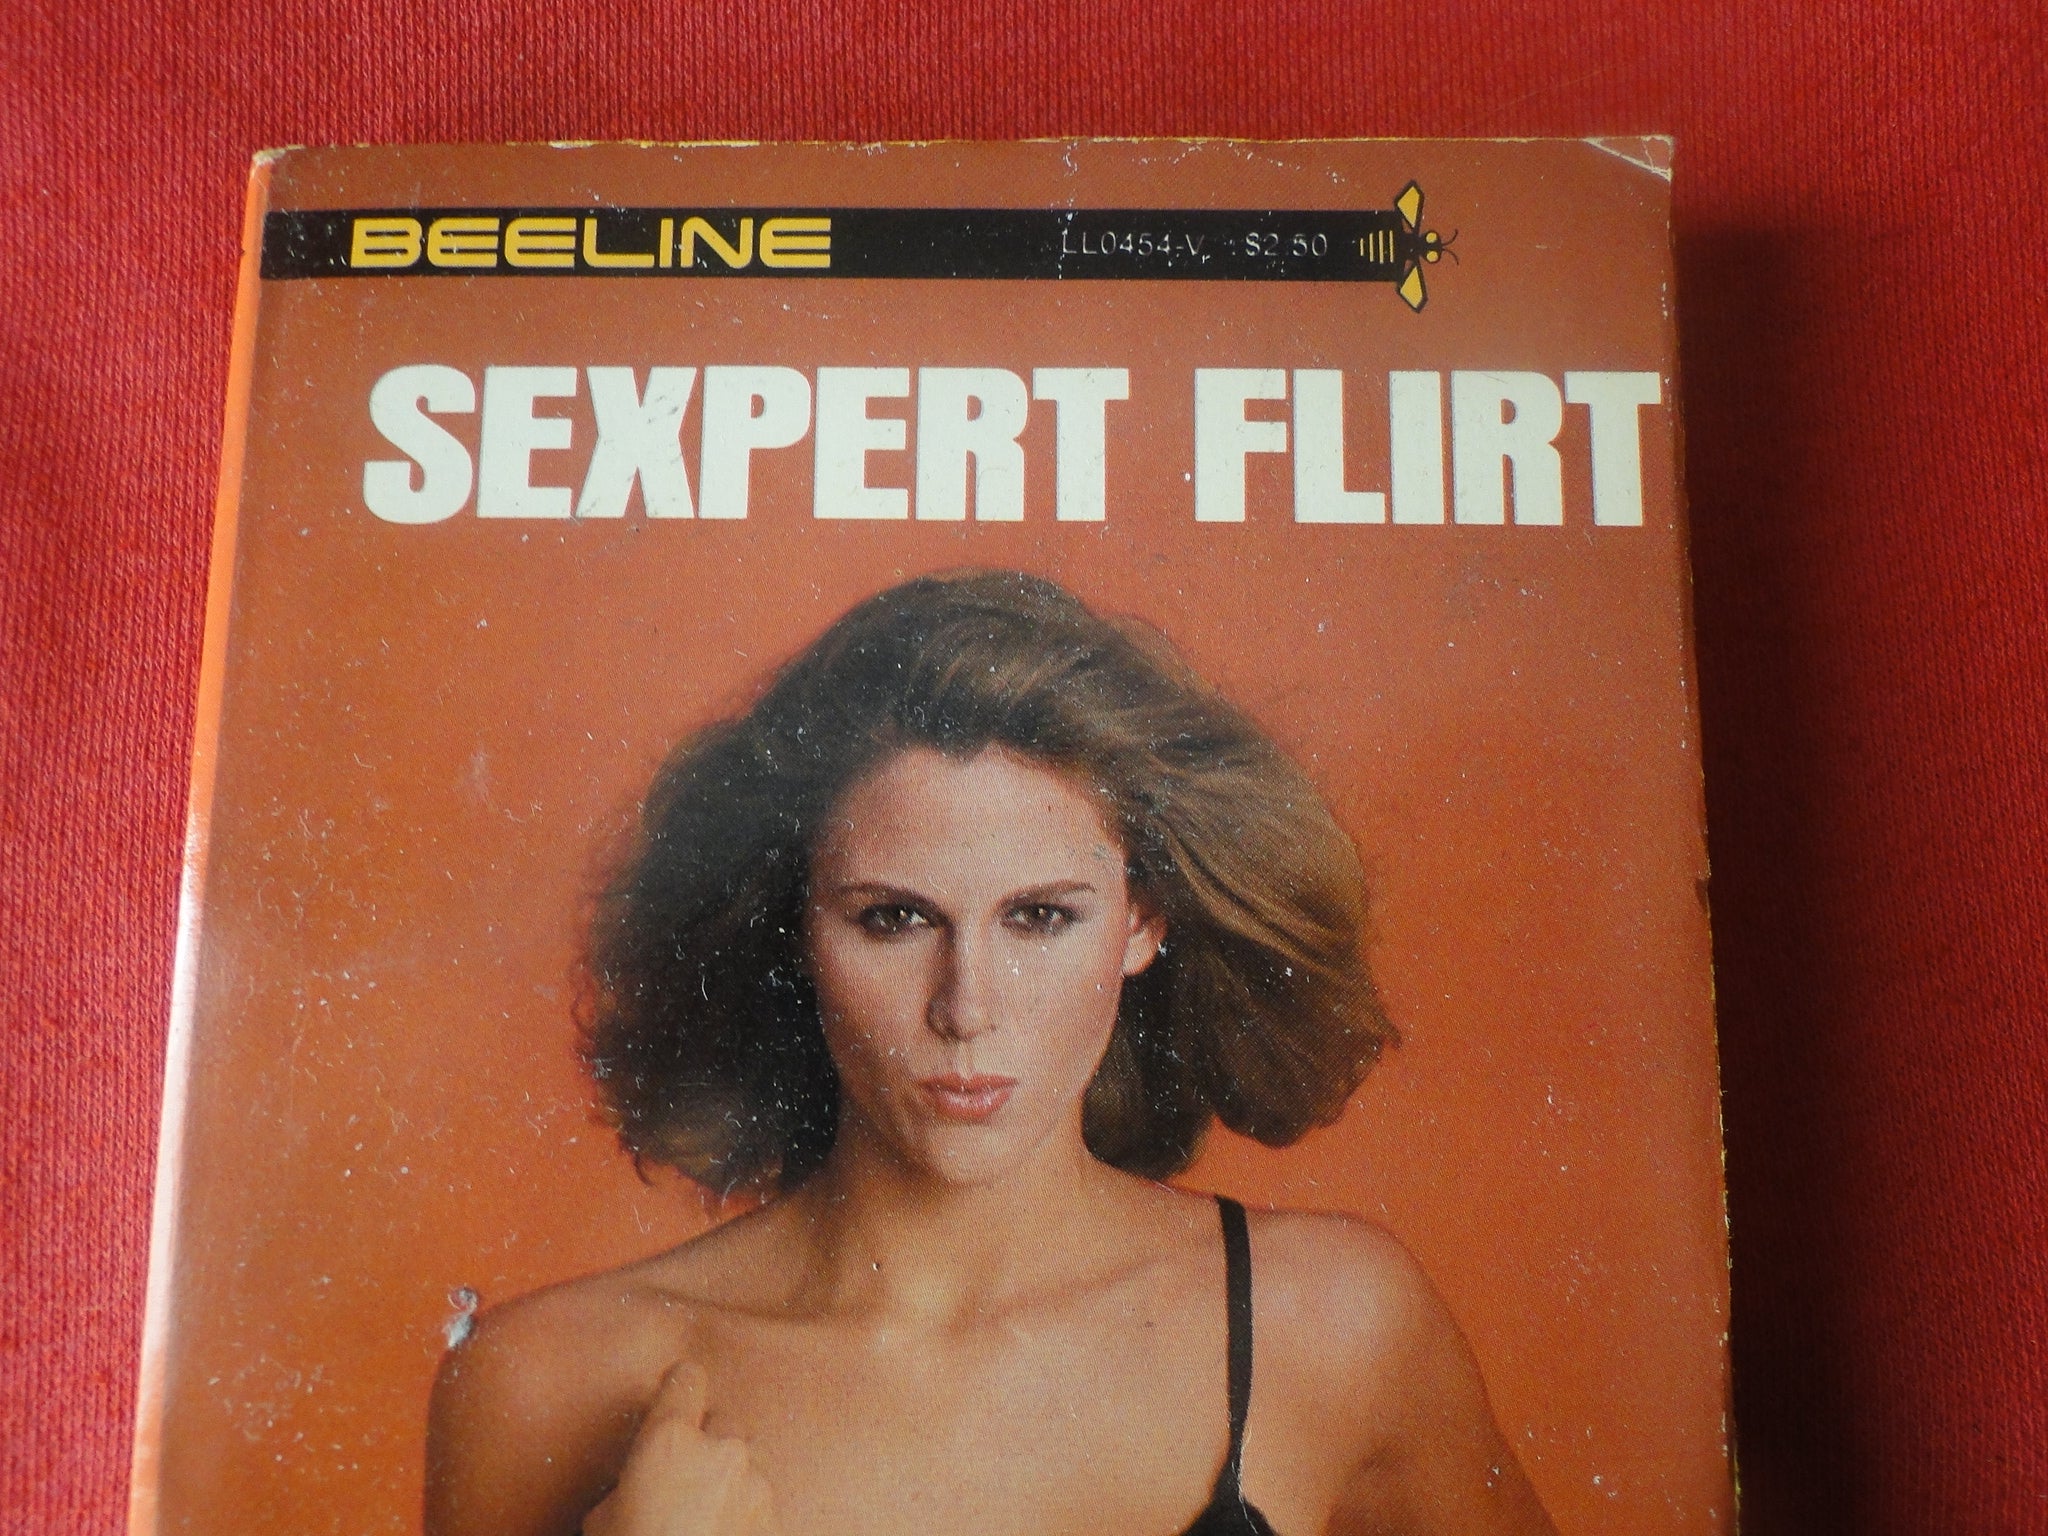 BEELINE LL0454-V $2.50
SEXPERT FLIRT